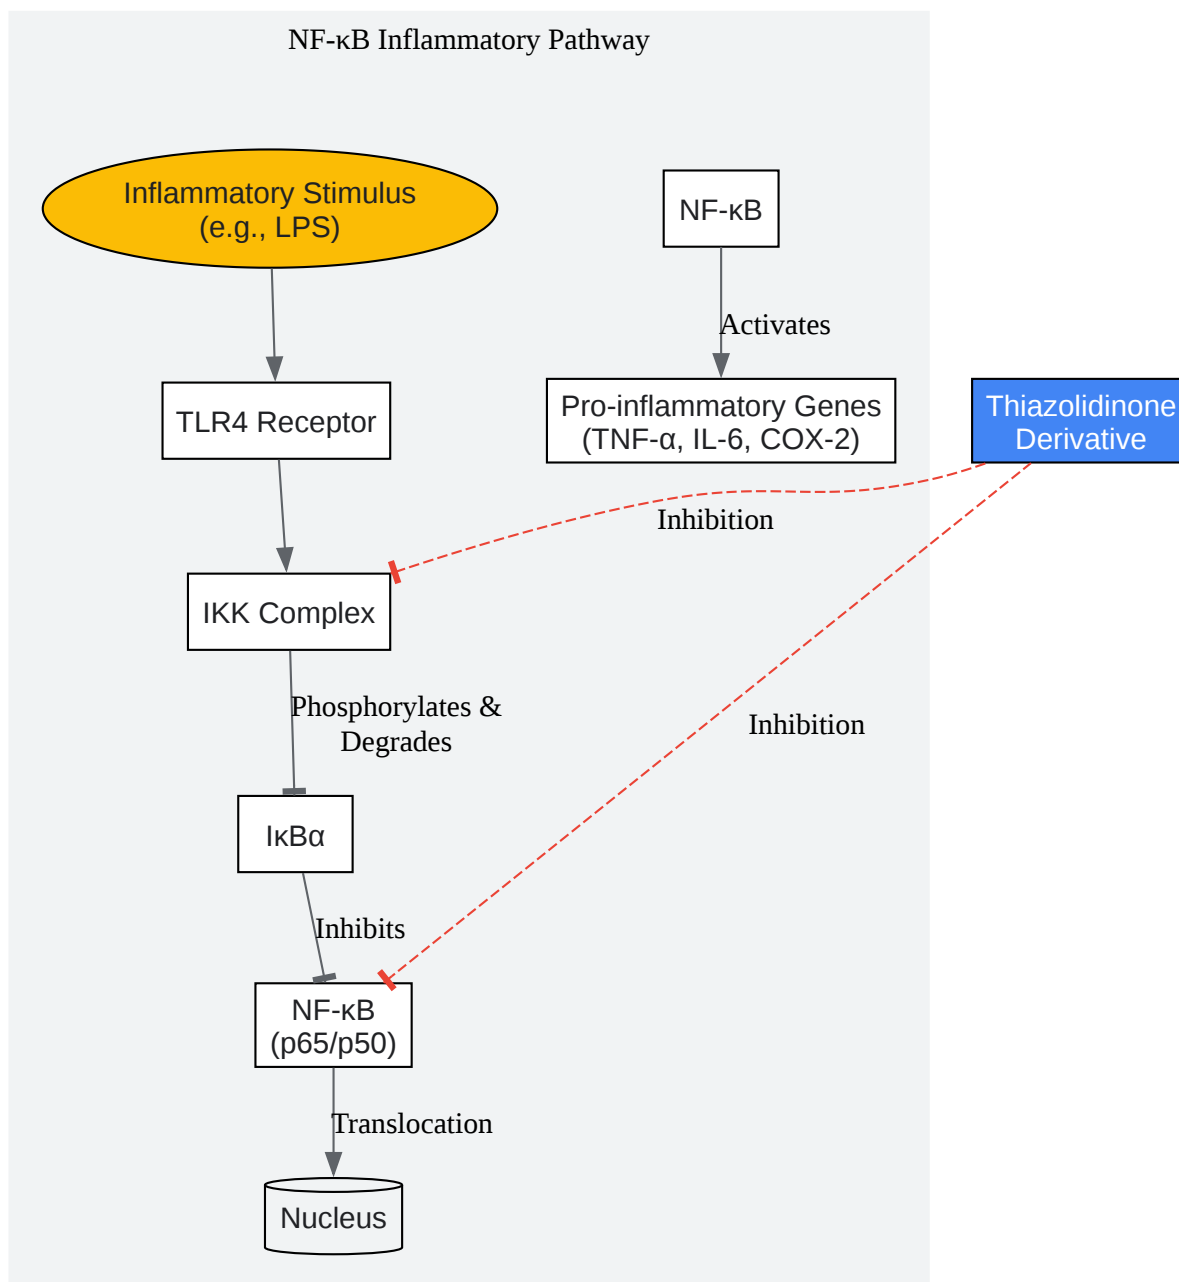 NF-κB Inflammatory Pathway
Inflammatory Stimulus
(e.g., LPS)
NF-κB
Activates
TLR4 Receptor
Pro-inflammatory Genes
(TNF-α, IL-6, COX-2)
Thiazolidinone
Derivative
Inhibition
IKK Complex
Phosphorylates &
Degrades
Inhibition
IκBα
Inhibits
NF-κB
(p65/p50)
Translocation
Nucleus